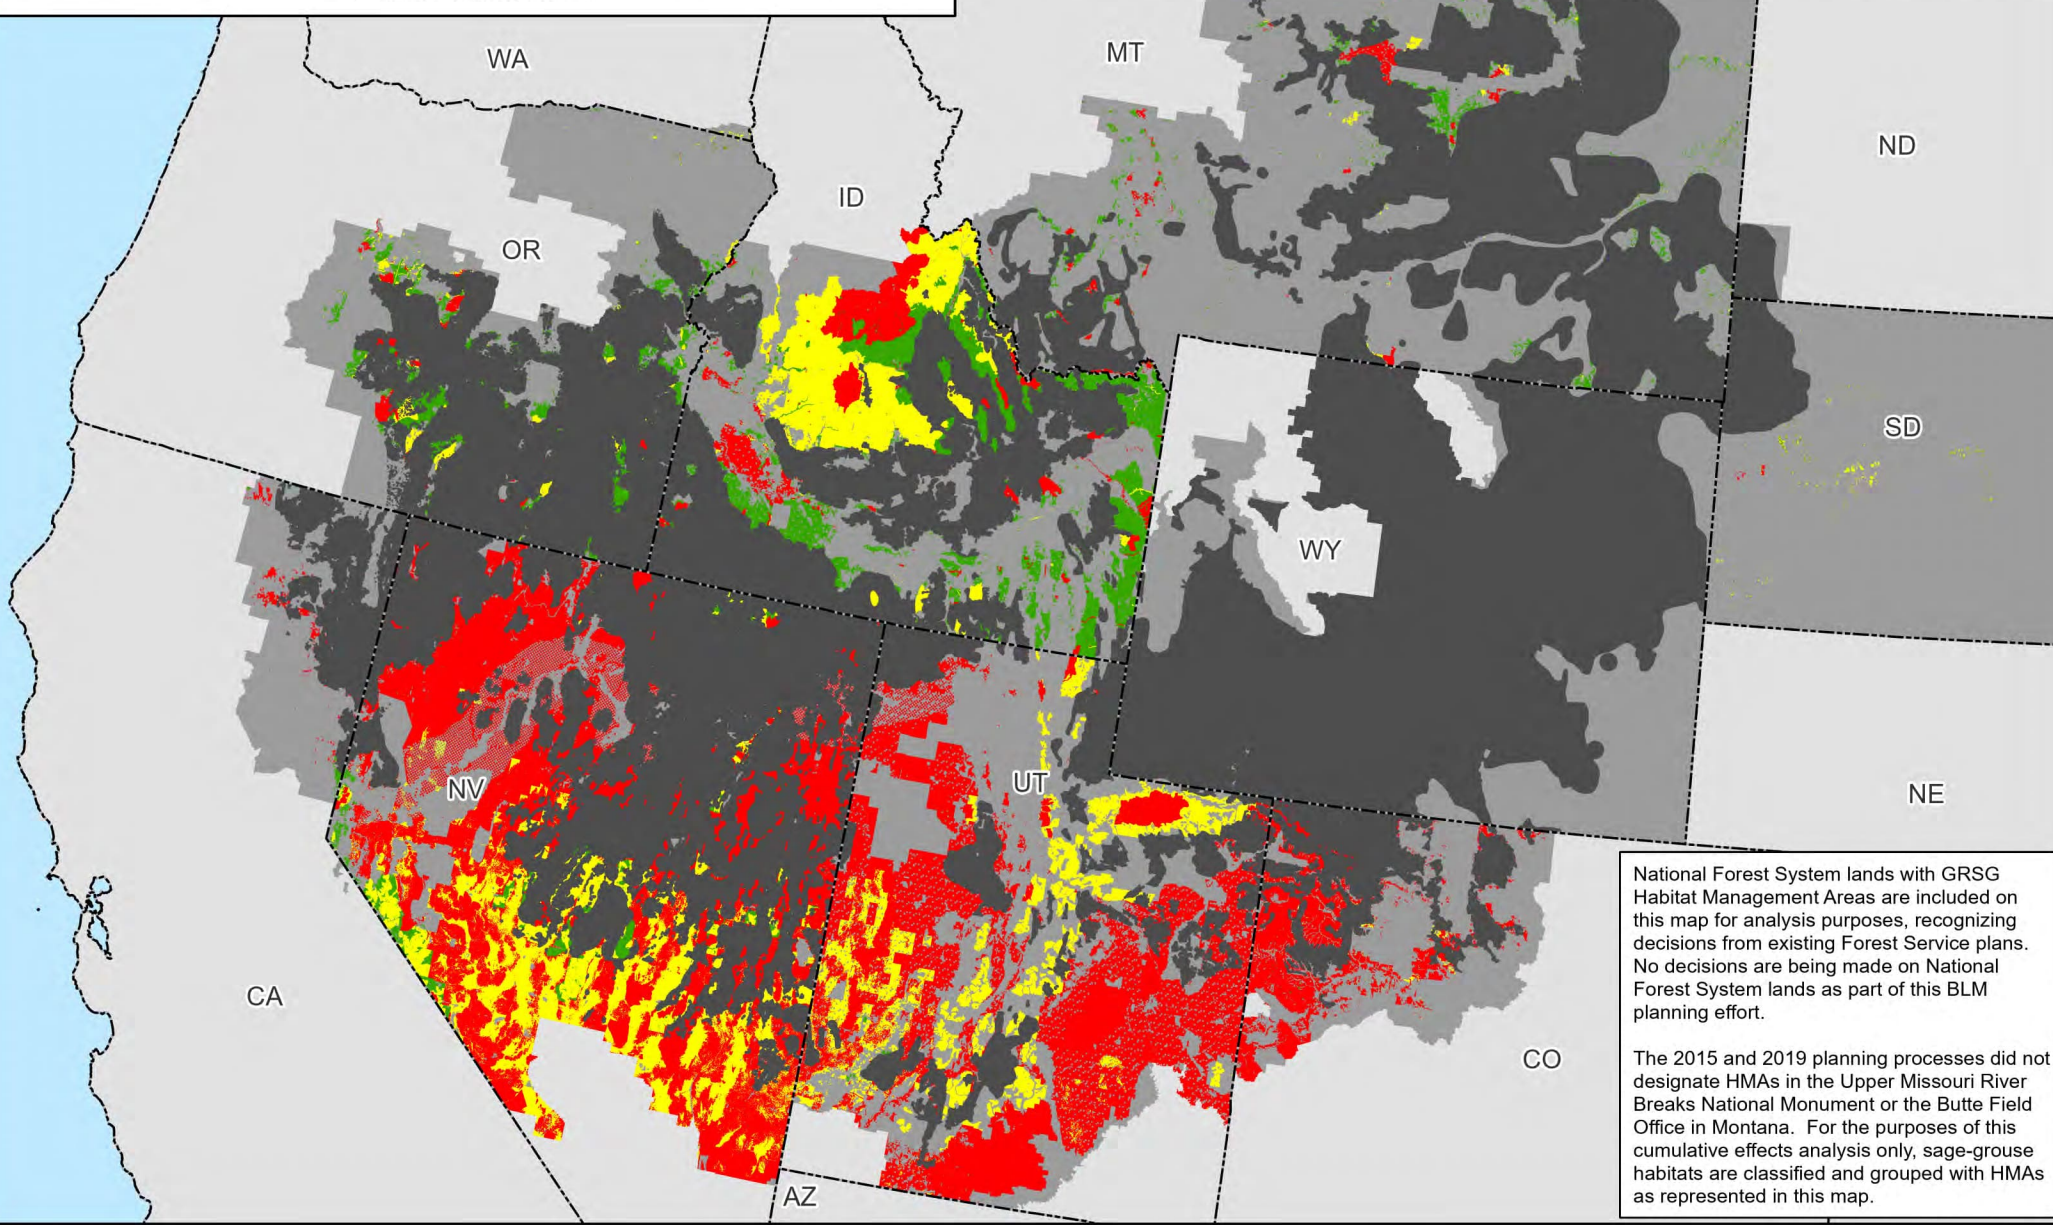 WA
MT
ND
ID
OR
SD
WY
NV
UT
NE
CA
CO
AZ
National Forest System lands with GRSG
Habitat Management Areas are included on
this map for analysis purposes, recognizing
decisions from existing Forest Service plans.
No decisions are being made on National
Forest System lands as part of this BLM
planning effort.
The 2015 and 2019 planning processes did not
designate HMAs in the Upper Missouri River
Breaks National Monument or the Butte Field
Office in Montana.  For the purposes of this
cumulative effects analysis only, sage-grouse
habitats are classified and grouped with HMAs
as represented in this map.